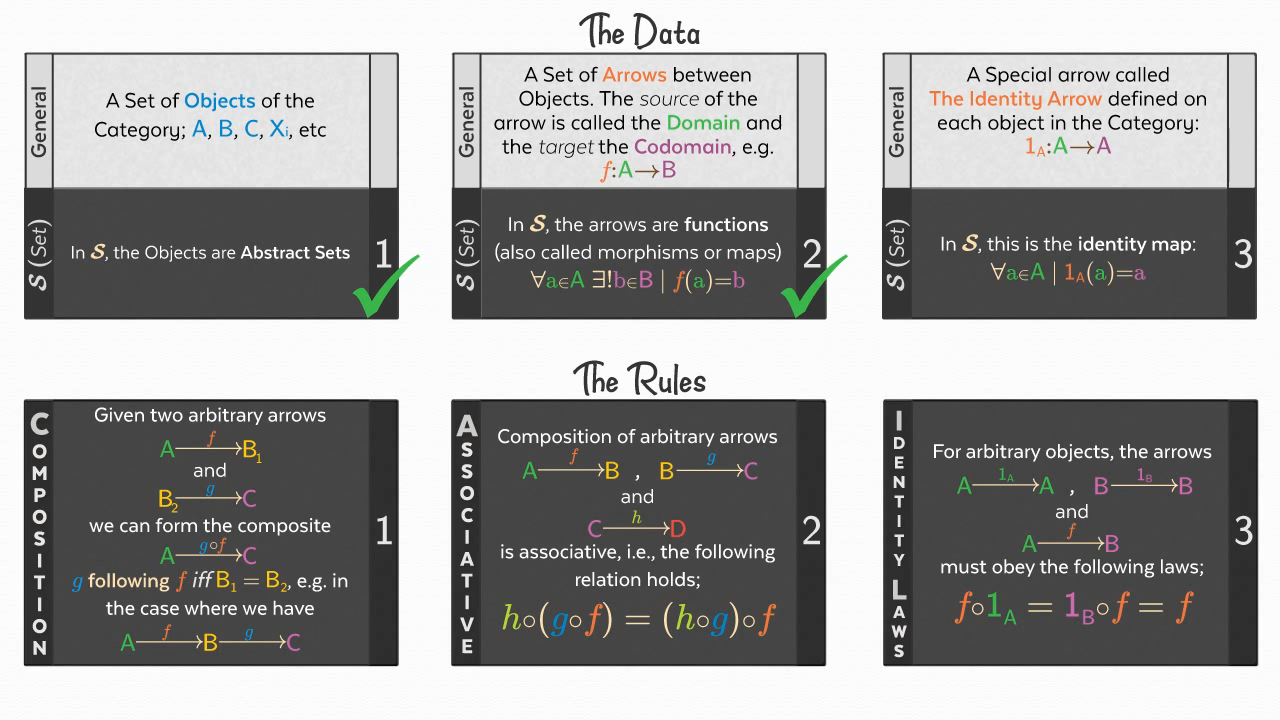 The Data
General
A Set of Objects of the
Category; A, B, C, Xi, etc
S (Set)
In S, the Objects are Abstract Sets
1
General
A Set of Arrows between
Objects. The source of the
arrow is called the Domain and
the target the Codomain, e.g.
f:A→B
S (Set)
In S, the arrows are functions
(also called morphisms or maps)
∀a∈A ∃!b∈B | f(a)=b
2
General
A Special arrow called
The Identity Arrow defined on
each object in the Category:
1A:A→A
S (Set)
In S, this is the identity map:
∀a∈A | 1A(a)=a
3
The Rules
COMPOSITION
Given two arbitrary arrows
A f→ B1
and
B2 g→ C
we can form the composite
A g∘f→ C
g following f iff B1 = B2, e.g. in
the case where we have
A f→ B g→ C
1
ASSOCIATIVE
Composition of arbitrary arrows
A f→ B , B g→ C
and
C h→ D
is associative, i.e., the following
relation holds;
h∘(g∘f) = (h∘g)∘f
2
IDENTITY LAWS
For arbitrary objects, the arrows
A 1A→ A , B 1B→ B
and
A f→ B
must obey the following laws;
f∘1A = 1B∘f = f
3